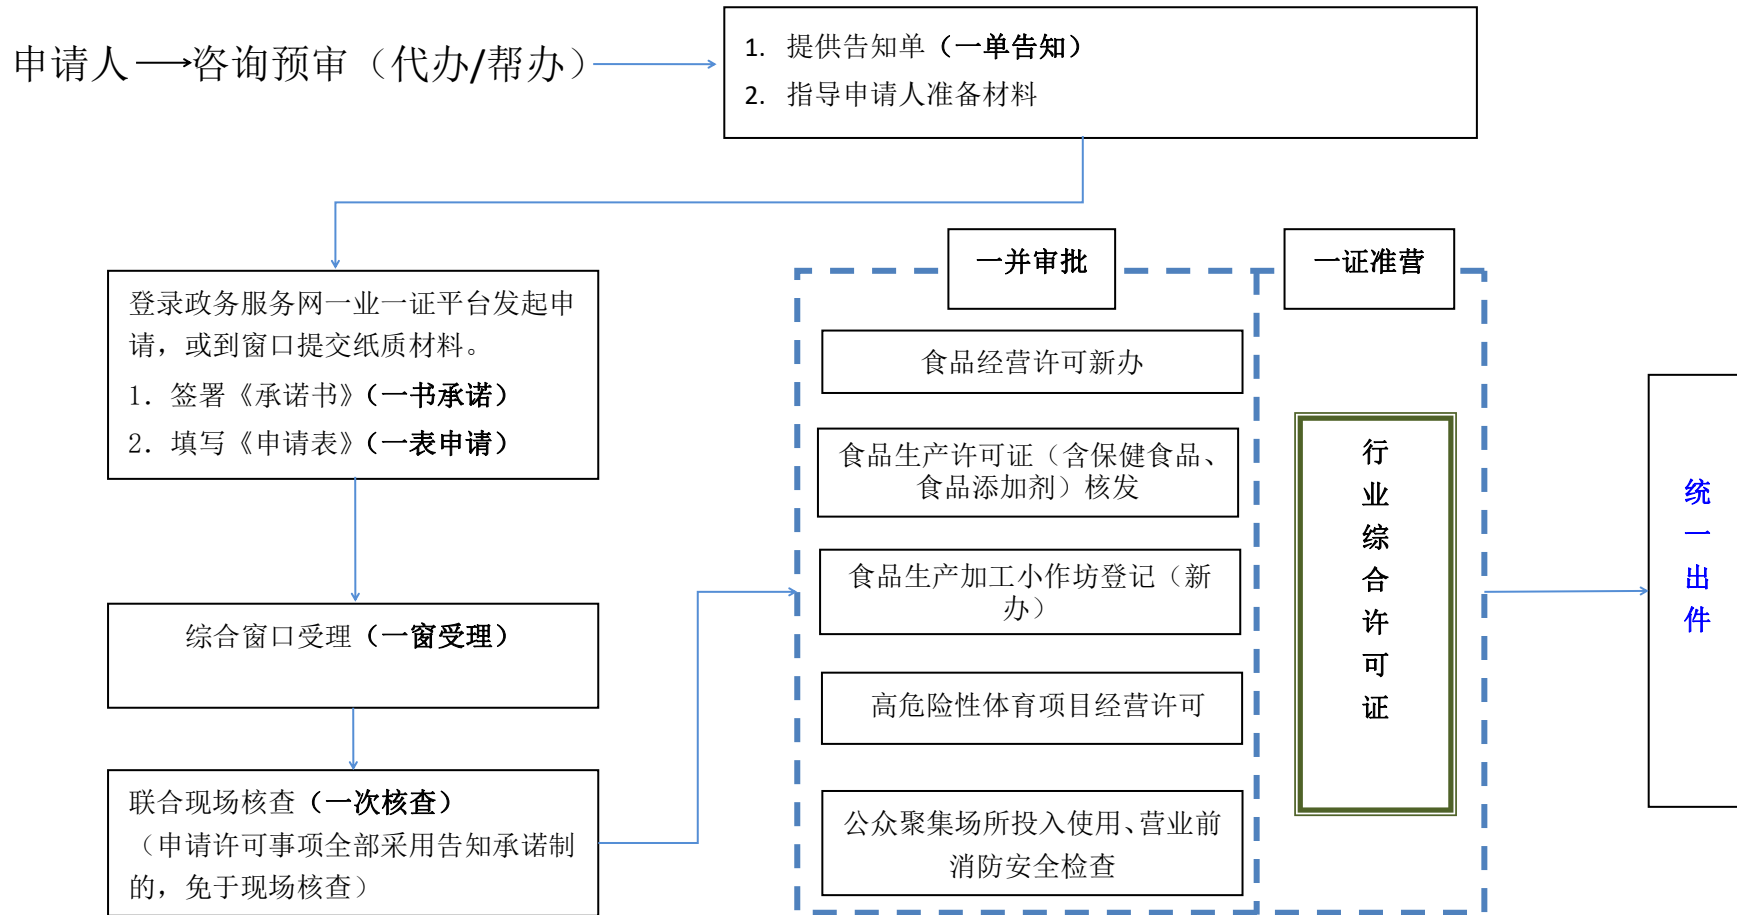 申请人
咨询预审（代办/帮办）
1. 提供告知单（一单告知）
2. 指导申请人准备材料
登录政务服务网一业一证平台发起申
请，或到窗口提交纸质材料。
1．签署《承诺书》（一书承诺）
2．填写《申请表》（一表申请）
综合窗口受理（一窗受理）
联合现场核查（一次核查）
（申请许可事项全部采用告知承诺制
的，免于现场核查）
一并审批
食品经营许可新办
食品生产许可证（含保健食品、
食品添加剂）核发
食品生产加工小作坊登记（新
办）
高危险性体育项目经营许可
公众聚集场所投入使用、营业前
消防安全检查
一证准营
行
业
综
合
许
可
证
统
一
出
件